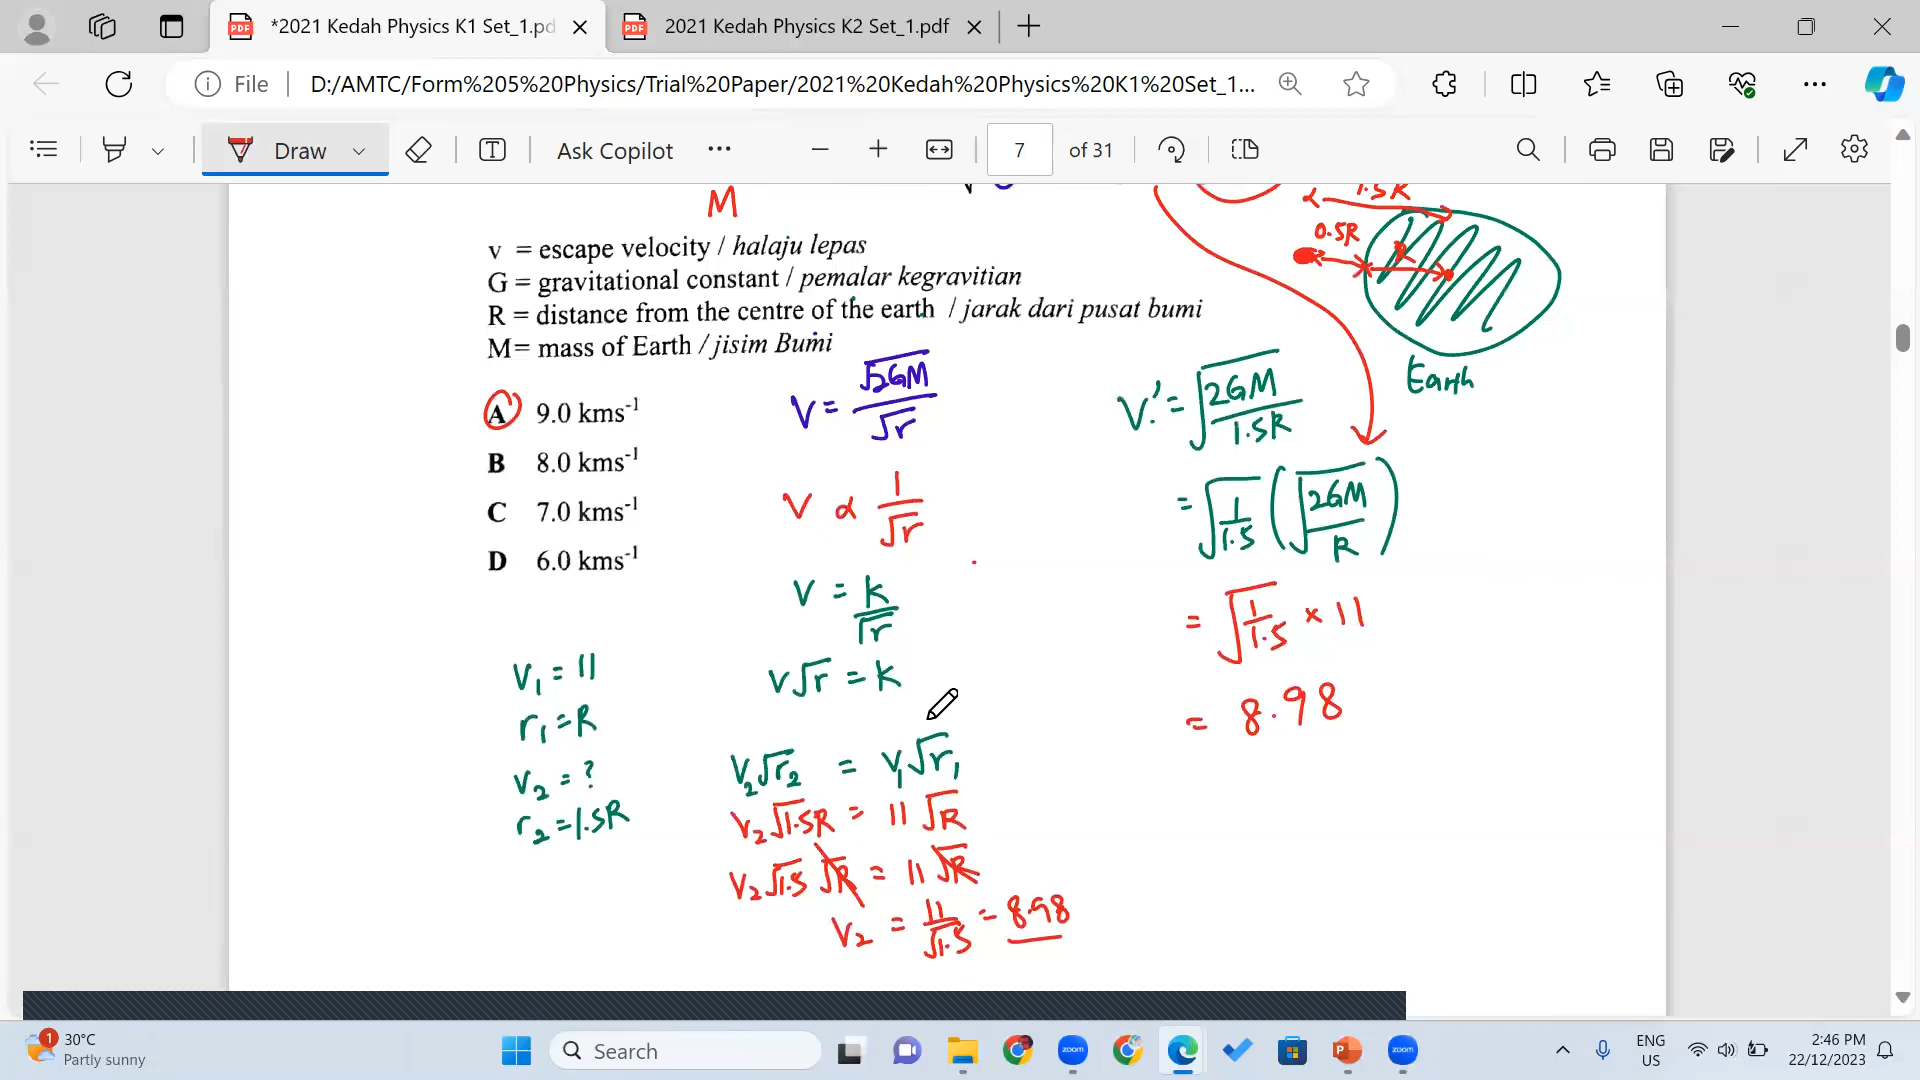 *2021 Kedah Physics K1 Set_1.pd
2021 Kedah Physics K2 Set_1.pdf
File
D:/AMTC/Form%205%20Physics/Trial%20Paper/2021%20Kedah%20Physics%20K1%20Set_1...
Draw
Ask Copilot
7 of 31
M
1.5R
0.5R
R
Earth
v = escape velocity / halaju lepas
G = gravitational constant / pemalar kegravitian
R = distance from the centre of the earth / jarak dari pusat bumi
M= mass of Earth / jisim Bumi
A 9.0 kms⁻¹
B 8.0 kms⁻¹
C 7.0 kms⁻¹
D 6.0 kms⁻¹
V₁ = 11
r₁ = R
V₂ = ?
r₂ = 1.5R
V = √2GM / √r
V ∝ 1/√r
V = k/√r
V√r = k
V₂√r₂ = V₁√r₁
V₂√1.5R = 11√R
V₂√1.5 √R = 11√R
V₂ = 11/√1.5 = 8.98
V' = √(2GM/1.5R)
= √(1/1.5) (√(2GM/R))
= √(1/1.5) × 11
= 8.98
1
30°C
Partly sunny
Search
zoom
zoom
ENG
US
2:46 PM
22/12/2023